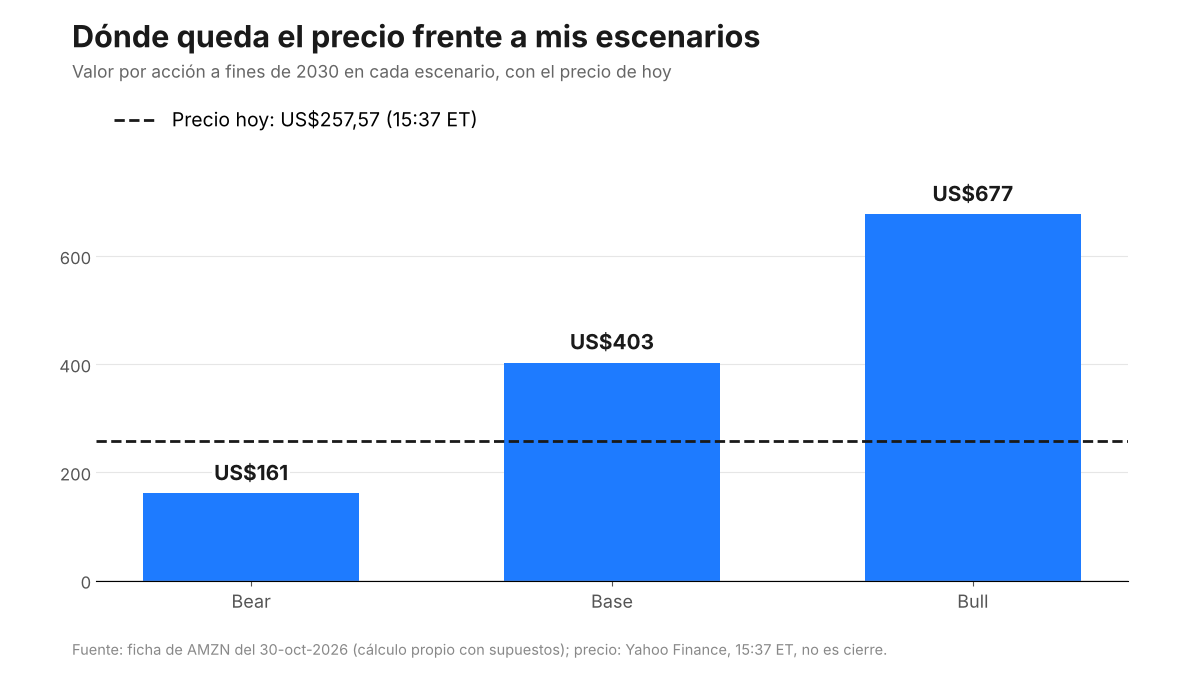 Dónde queda el precio frente a mis escenarios
Valor por acción a fines de 2030 en cada escenario, con el precio de hoy
Precio hoy: US$257,57 (15:37 ET)
US$677
600
US$403
400
US$161
200
0
Bear
Base
Bull
Fuente: ficha de AMZN del 30-oct-2026 (cálculo propio con supuestos); precio: Yahoo Finance, 15:37 ET, no es cierre.